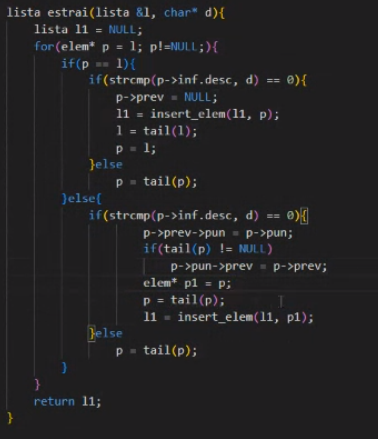 lista estrai(lista &l, char* d){
    lista l1 = NULL;
    for(elem* p = l; p!=NULL;){
        if(p == l){
            if(strcmp(p->inf.desc, d) == 0){
                p->prev = NULL;
                l1 = insert_elem(l1, p);
                l = tail(l);
                p = l;
            }else
                p = tail(p);
        }else{
            if(strcmp(p->inf.desc, d) == 0){
                    p->prev->pun = p->pun;
                    if(tail(p) != NULL)
                        p->pun->prev = p->prev;
                    elem* p1 = p;
                    p = tail(p);
                    l1 = insert_elem(l1, p1);
            }else
                p = tail(p);
        }
    }
    return l1;
}